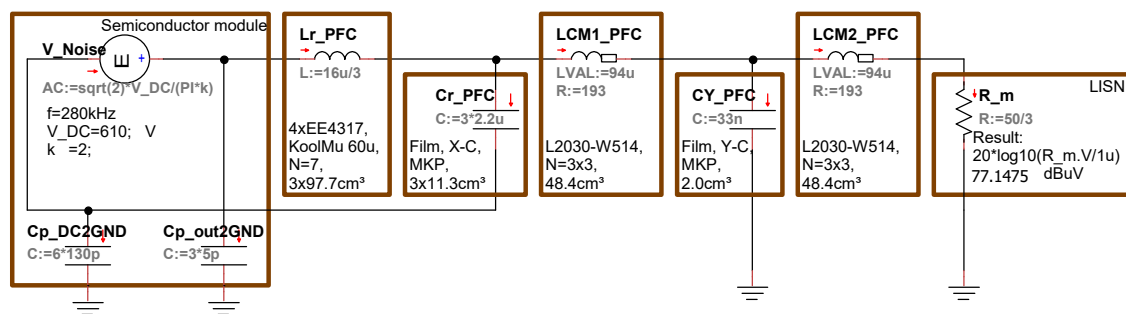 Semiconductor module
V_Noise
E
+
AC:=sqrt(2)*V_DC/(PI*k)
f=280kHz
V_DC=610; V
k =2;
Cp_DC2GND
C:=6*130p
Cp_out2GND
C:=3*5p
Lr_PFC
L:=16u/3
4xEE4317,
KoolMu 60u,
N=7,
3x97.7cm³
Cr_PFC
C:=3*2.2u
Film, X-C,
MKP,
3x11.3cm³
LCM1_PFC
LVAL:=94u
R:=193
L2030-W514,
N=3x3,
48.4cm³
CY_PFC
C:=33n
Film, Y-C,
MKP,
2.0cm³
LCM2_PFC
LVAL:=94u
R:=193
L2030-W514,
N=3x3,
48.4cm³
LISN
R_m
R:=50/3
Result:
20*log10(R_m.V/1u)
77.1475 dBuV